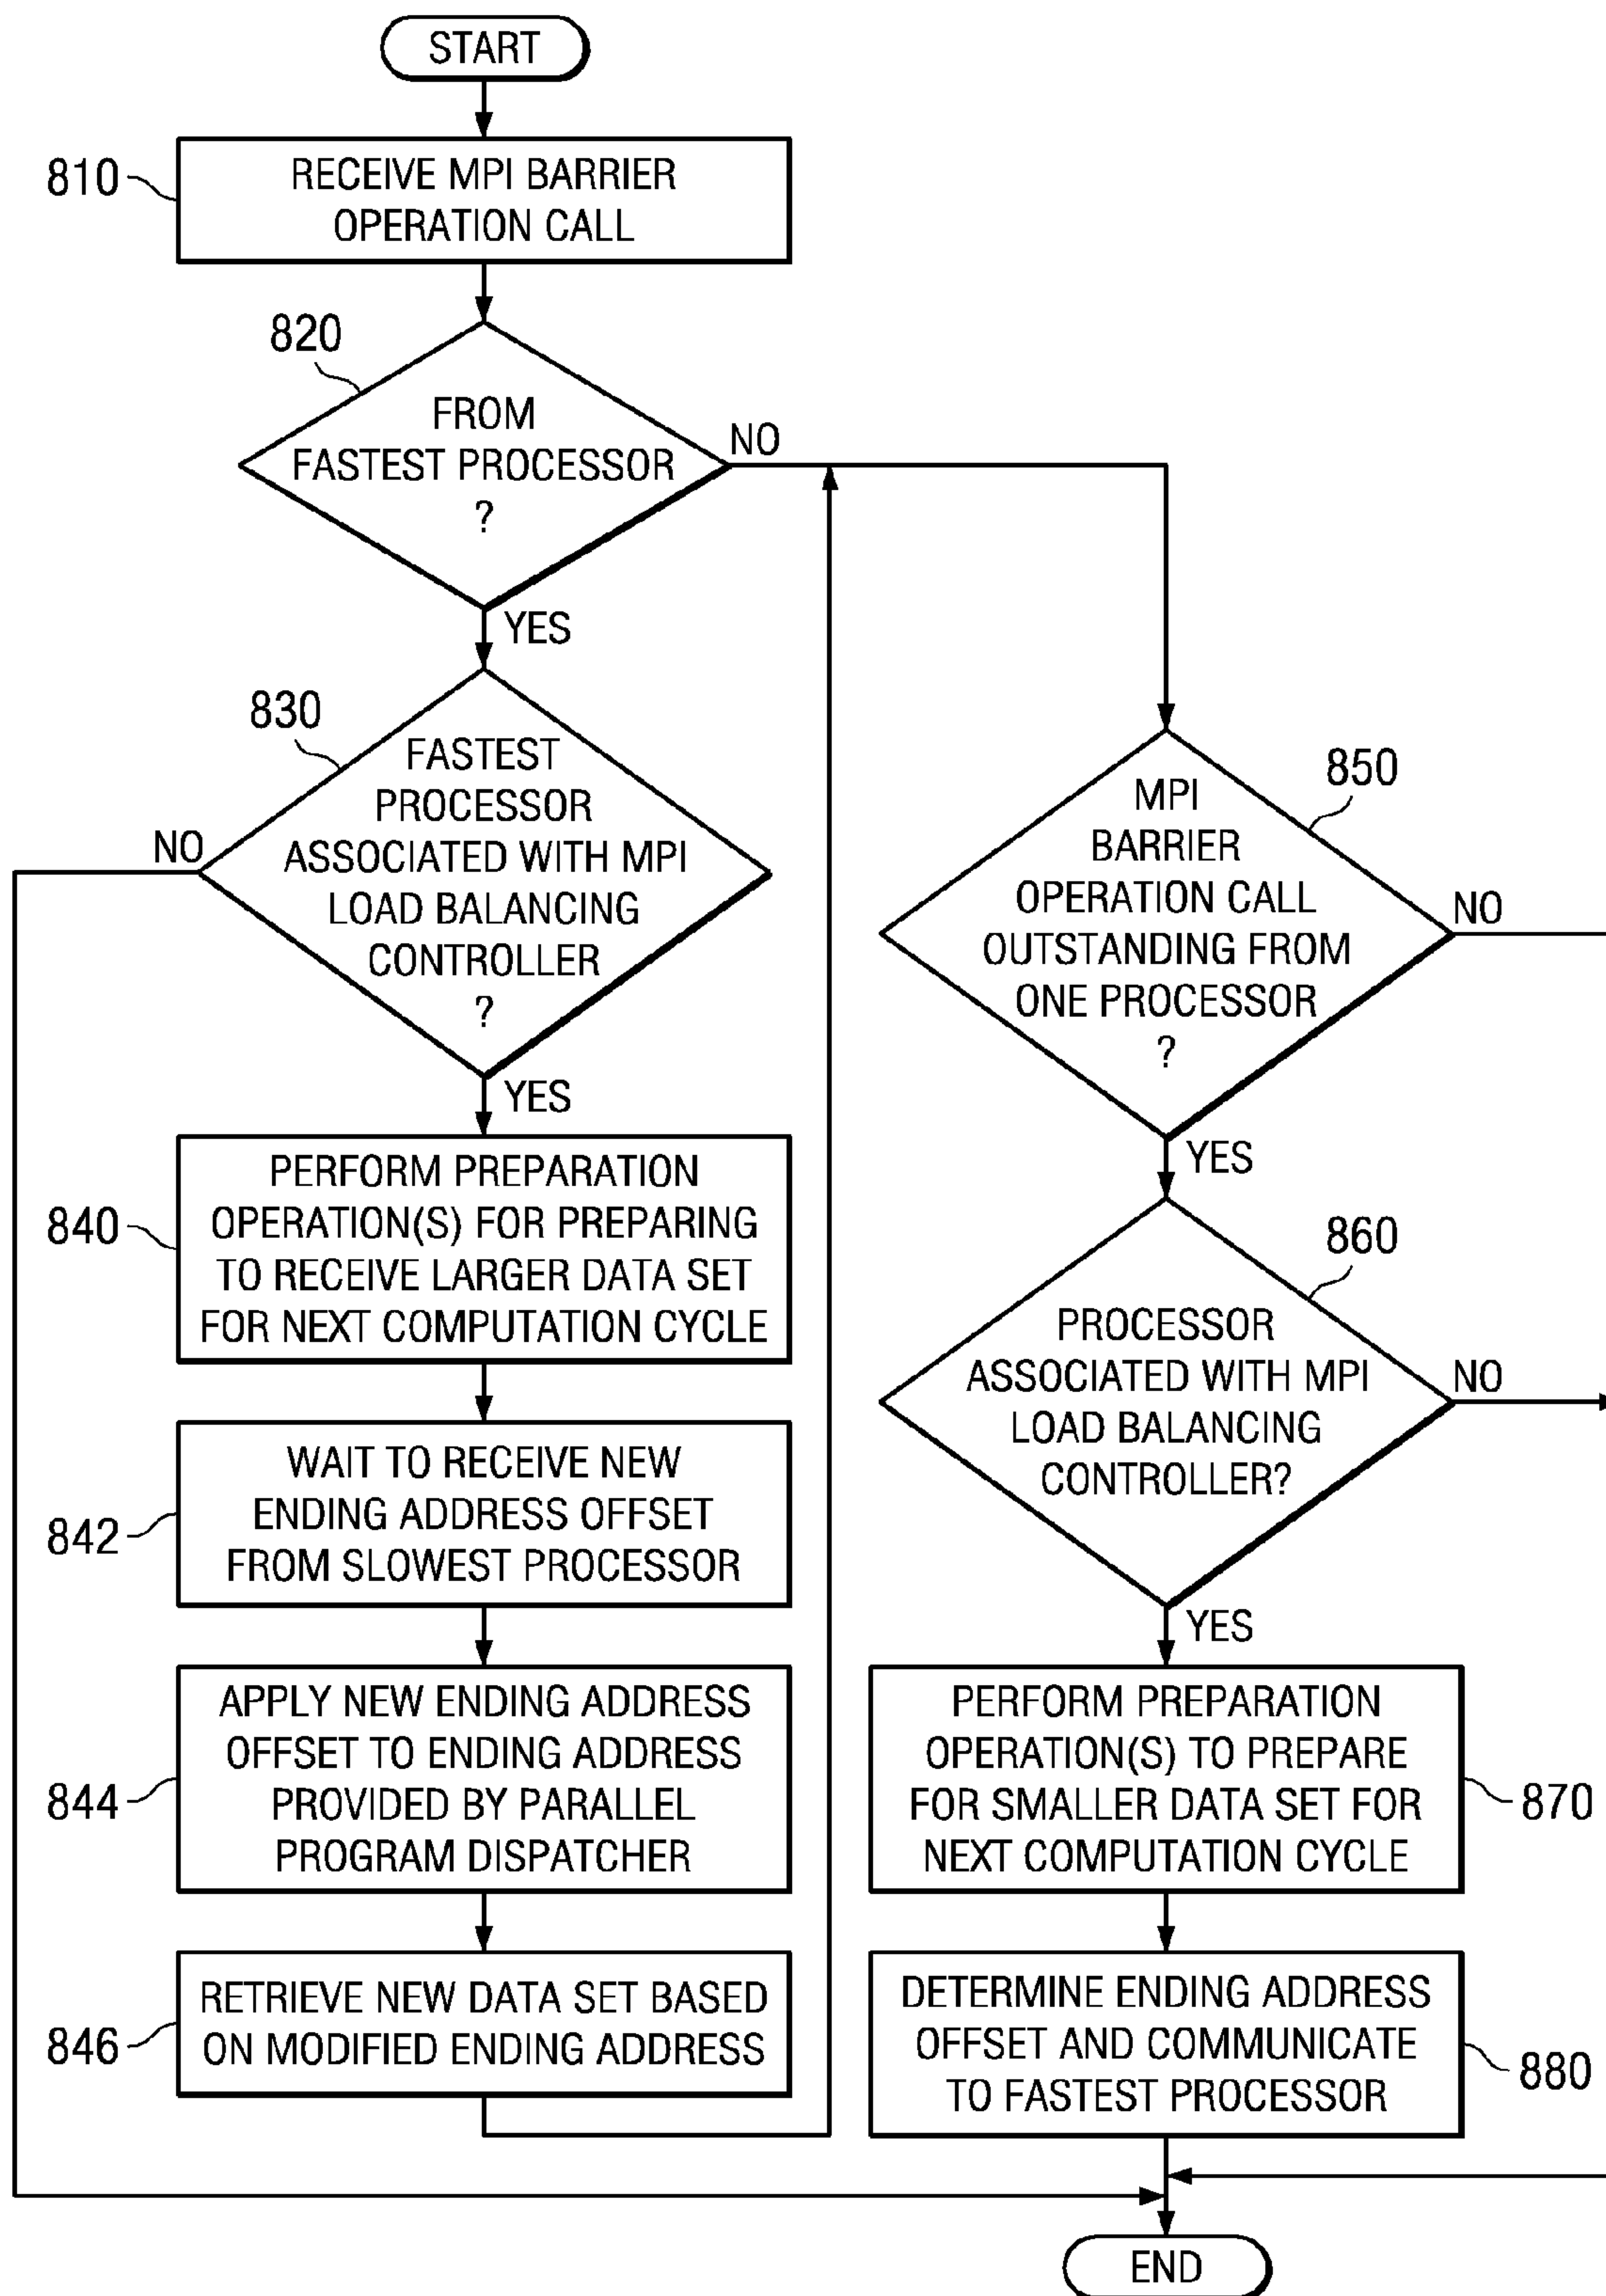 START
810
RECEIVE MPI BARRIER
OPERATION CALL
820
FROM
FASTEST PROCESSOR
?
NO
YES
830
FASTEST
PROCESSOR
ASSOCIATED WITH MPI
LOAD BALANCING
CONTROLLER
?
NO
YES
840
PERFORM PREPARATION
OPERATION(S) FOR PREPARING
TO RECEIVE LARGER DATA SET
FOR NEXT COMPUTATION CYCLE
842
WAIT TO RECEIVE NEW
ENDING ADDRESS OFFSET
FROM SLOWEST PROCESSOR
844
APPLY NEW ENDING ADDRESS
OFFSET TO ENDING ADDRESS
PROVIDED BY PARALLEL
PROGRAM DISPATCHER
846
RETRIEVE NEW DATA SET BASED
ON MODIFIED ENDING ADDRESS
850
MPI
BARRIER
OPERATION CALL
OUTSTANDING FROM
ONE PROCESSOR
?
NO
YES
860
PROCESSOR
ASSOCIATED WITH MPI
LOAD BALANCING
CONTROLLER?
NO
YES
PERFORM PREPARATION
OPERATION(S) TO PREPARE
FOR SMALLER DATA SET FOR
NEXT COMPUTATION CYCLE
870
DETERMINE ENDING ADDRESS
OFFSET AND COMMUNICATE
TO FASTEST PROCESSOR
880
END